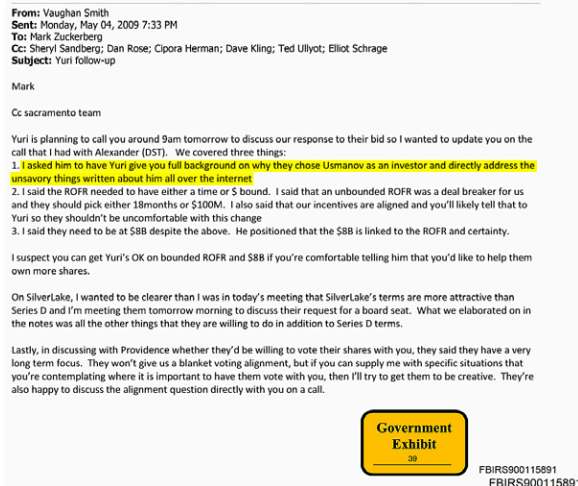 From: Vaughan Smith
Sent: Monday, May 04, 2009 7:33 PM
To: Mark Zuckerberg
Cc: Sheryl Sandberg; Dan Rose; Cipora Herman; Dave Kling; Ted Ullyot; Elliot Schrage
Subject: Yuri follow-up
Mark
Cc sacramento team
Yuri is planning to call you around 9am tomorrow to discuss our response to their bid so I wanted to update you on the
call that I had with Alexander (DST).   We covered three things:
1. I asked him to have Yuri give you full background on why they chose Usmanov as an investor and directly address the
unsavory things written about him all over the internet
2. I said the ROFR needed to have either a time or $ bound.  I said that an unbounded ROFR was a deal breaker for us
and they should pick either 18months or $100M.  I also said that our incentives are aligned and you'll likely tell that to
Yuri so they shouldn't be uncomfortable with this change
3. I said they need to be at $8B despite the above.  He positioned that the $8B is linked to the ROFR and certainty.
I suspect you can get Yuri's OK on bounded ROFR and $8B if you're comfortable telling him that you'd like to help them
own more shares.
On SilverLake, I wanted to be clearer than I was in today's meeting that SilverLake's terms are more attractive than
Series D and I'm meeting them tomorrow morning to discuss their request for a board seat.  What we elaborated on in
the notes was all the other things that they are willing to do in addition to Series D terms.
Lastly, in discussing with Providence whether they'd be willing to vote their shares with you, they said they have a very
long term focus.  They won't give us a blanket voting alignment, but if you can supply me with specific situations that
you're contemplating where it is important to have them vote with you, then I'll try to get them to be creative.  They're
also happy to discuss the alignment question directly with you on a call.
Government
Exhibit
39
FBIRS900115891
FBIRS900115891